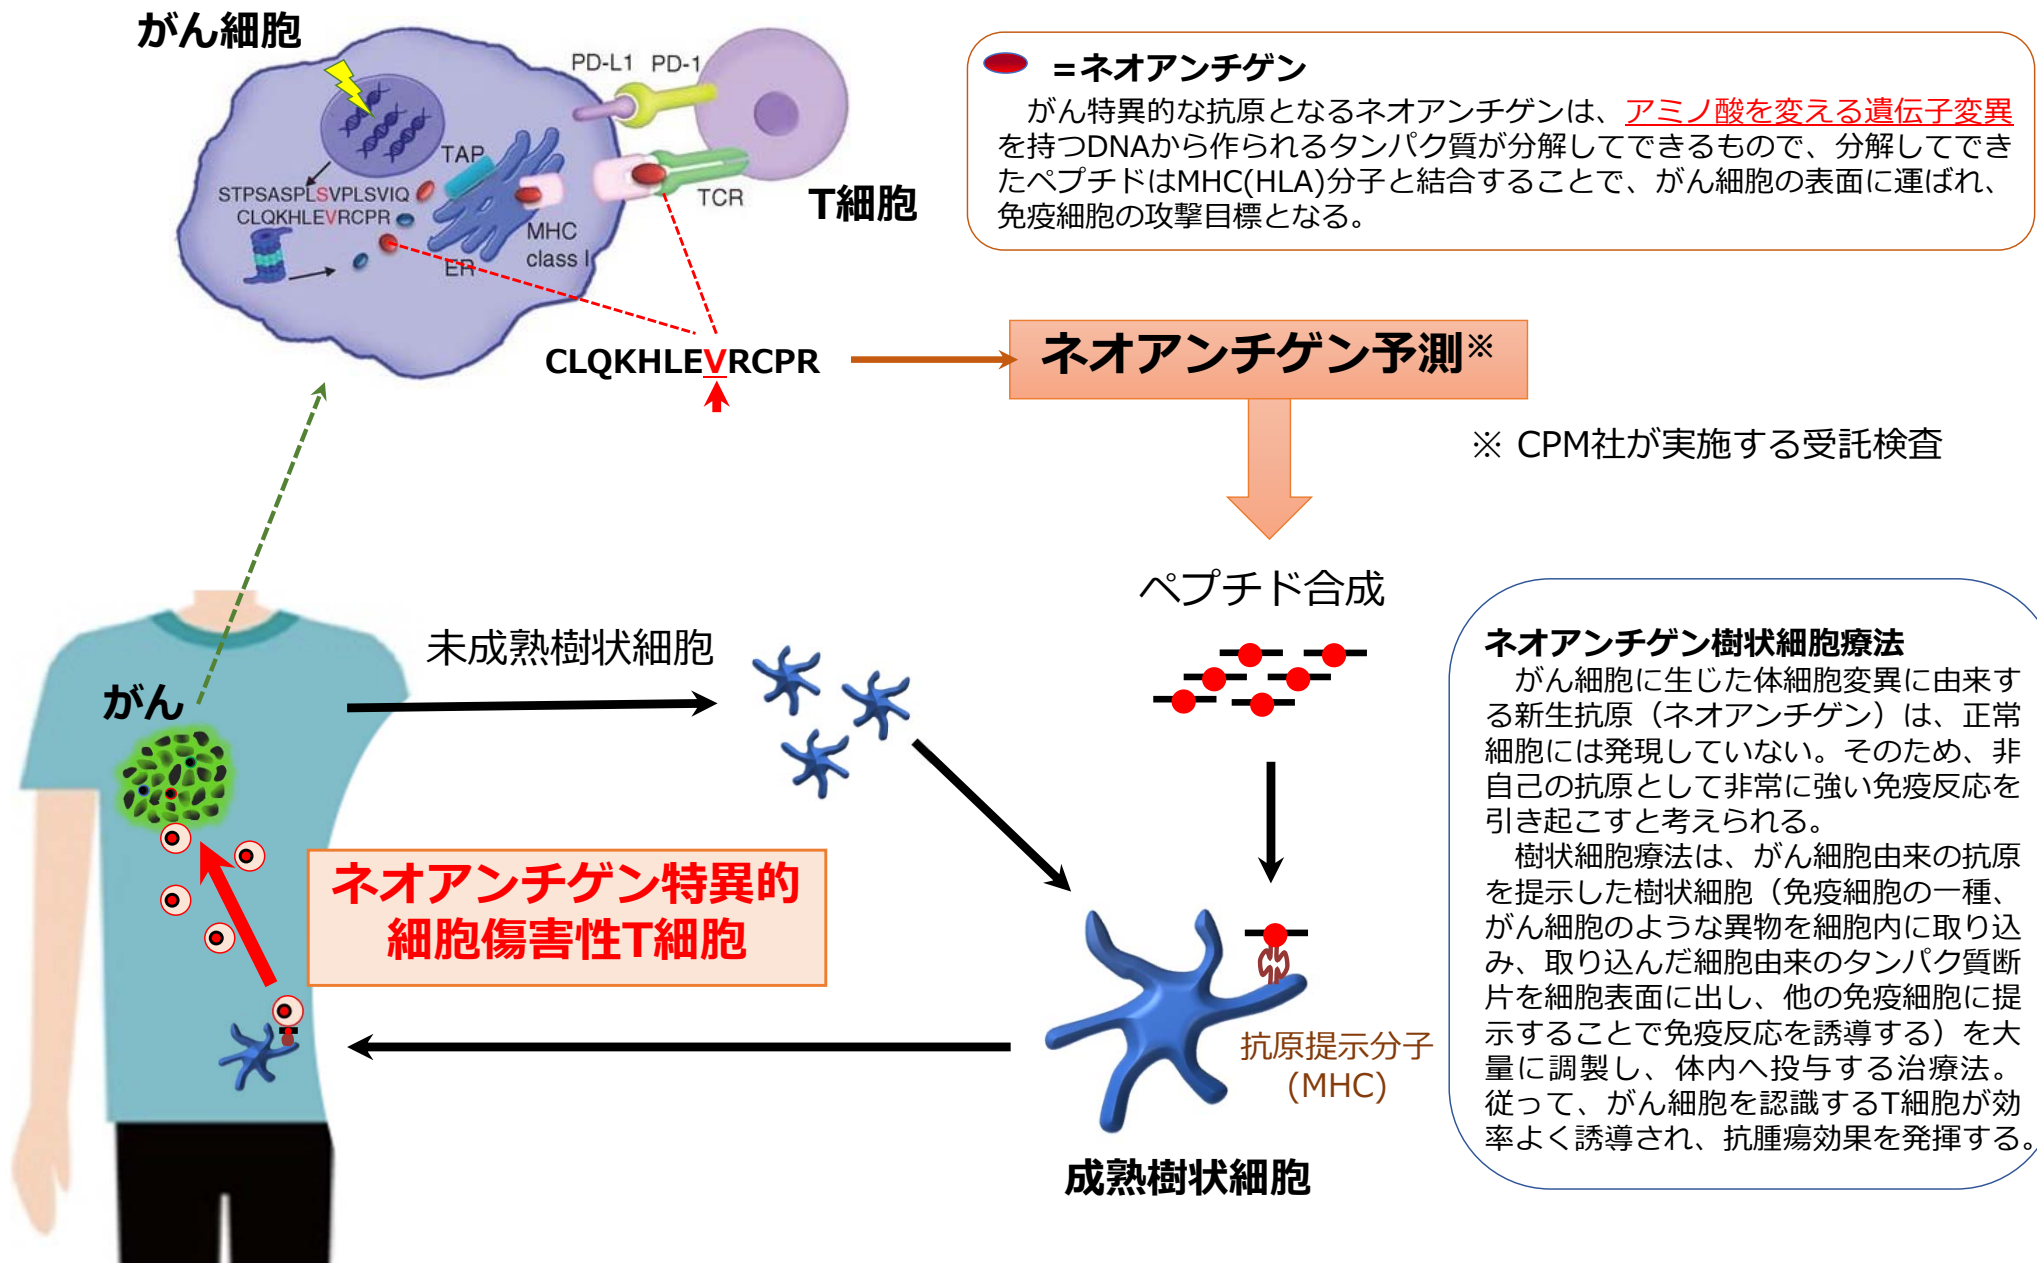 がん細胞
PD-L1 PD-1
TAP
STPSASPLSVPLSVIQ
CLQKHLEVRCPR
TCR
T細胞
MHC
class I
ER
=ネオアンチゲン
がん特異的な抗原となるネオアンチゲンは、アミノ酸を変える遺伝子変異
を持つDNAから作られるタンパク質が分解してできるもので、分解してでき
たペプチドはMHC(HLA)分子と結合することで、がん細胞の表面に運ばれ、
免疫細胞の攻撃目標となる。
CLQKHLEVRCPR
ネオアンチゲン予測※
※ CPM社が実施する受託検査
ペプチド合成
未成熟樹状細胞
がん
ネオアンチゲン特異的
細胞傷害性T細胞
抗原提示分子
(MHC)
成熟樹状細胞
ネオアンチゲン樹状細胞療法
がん細胞に生じた体細胞変異に由来す
る新生抗原（ネオアンチゲン）は、正常
細胞には発現していない。そのため、非
自己の抗原として非常に強い免疫反応を
引き起こすと考えられる。
樹状細胞療法は、がん細胞由来の抗原
を提示した樹状細胞（免疫細胞の一種、
がん細胞のような異物を細胞内に取り込
み、取り込んだ細胞由来のタンパク質断
片を細胞表面に出し、他の免疫細胞に提
示することで免疫反応を誘導する）を大
量に調製し、体内へ投与する治療法。
従って、がん細胞を認識するT細胞が効
率よく誘導され、抗腫瘍効果を発揮する。